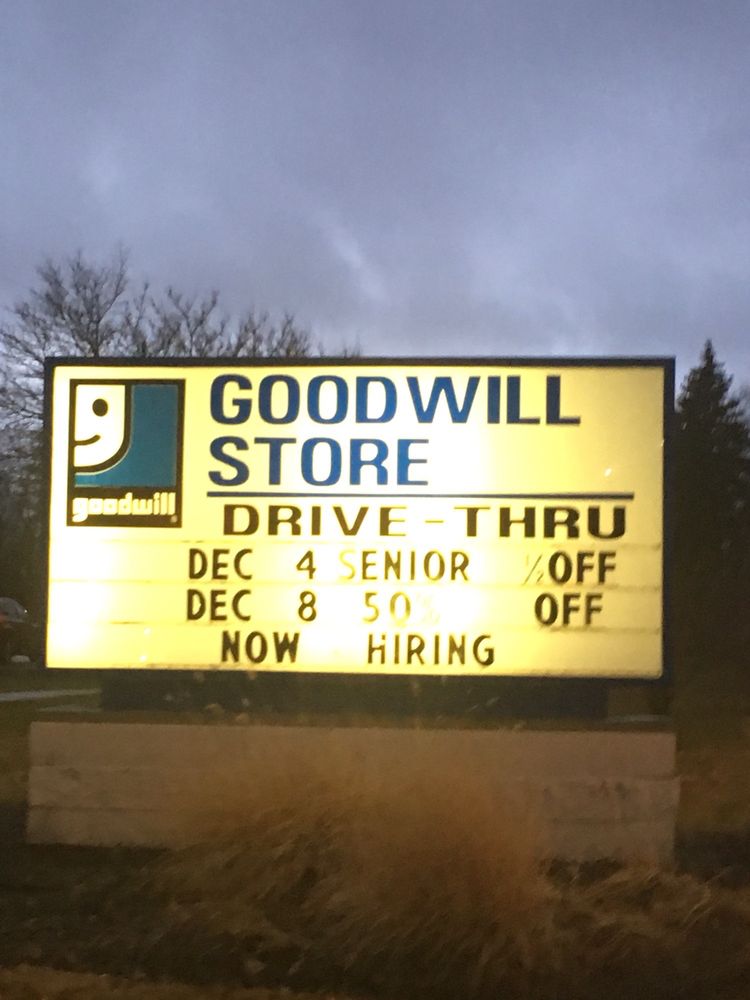 GOODWILL
STORE
goodwill
DRIVE-THRU
DEC 4 SENIOR ½OFF
DEC 8 50% OFF
NOW HIRING